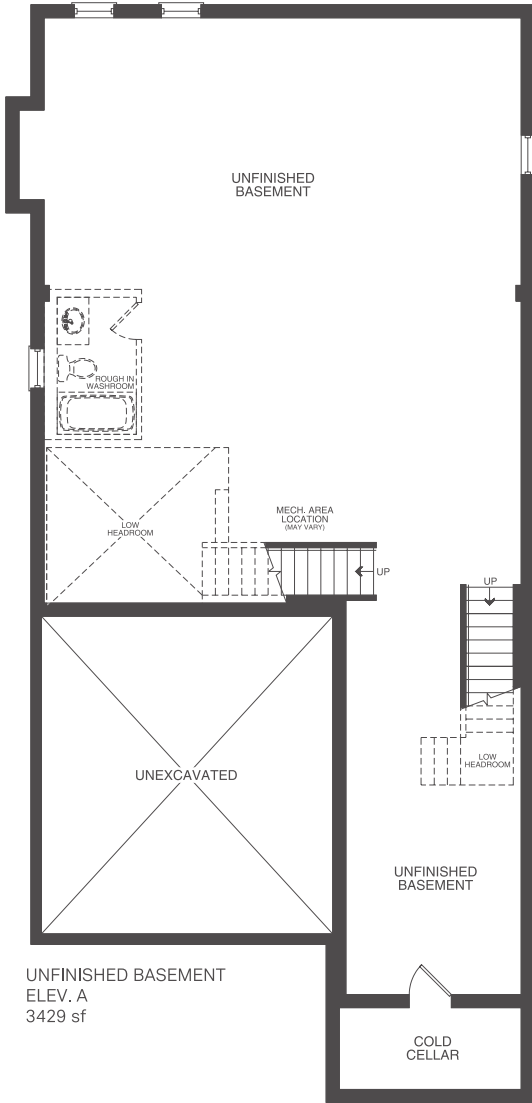 UNFINISHED
BASEMENT
ROUGH IN
WASHROOM
LOW
HEADROOM
MECH. AREA
LOCATION
(MAY VARY)
UP
UP
LOW
HEADROOM
UNEXCAVATED
UNFINISHED
BASEMENT
UNFINISHED BASEMENT
ELEV. A
3429 sf
COLD
CELLAR